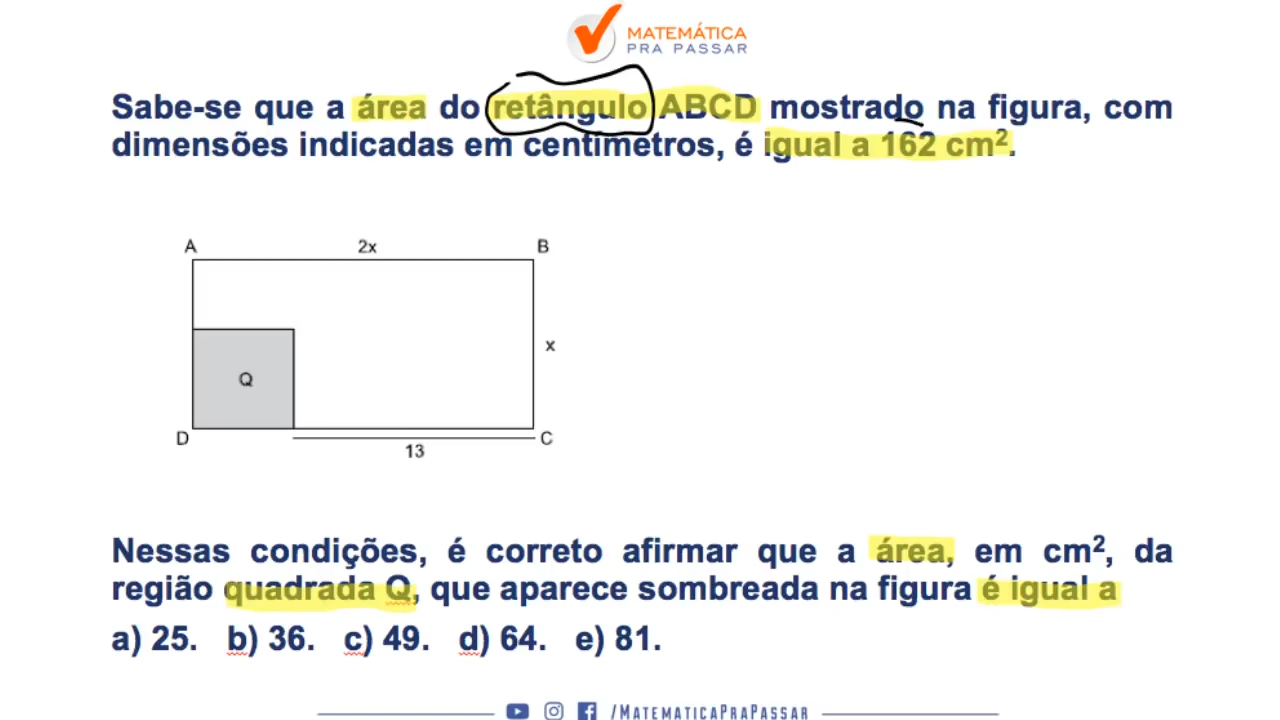 MATEMÁTICA
PRA PASSAR
Sabe-se que a área do retângulo ABCD mostrado na figura, com
dimensões indicadas em centímetros, é igual a 162 cm².
A 2x B
x
Q
D C
13
Nessas condições, é correto afirmar que a área, em cm², da
região quadrada Q, que aparece sombreada na figura é igual a
a) 25. b) 36. c) 49. d) 64. e) 81.
/MATEMATICAPRAPASSAR